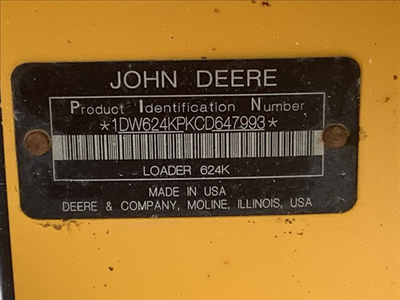 JOHN DEERE
Product Identification Number
*1DW624KPKCD647993*
LOADER 624K
MADE IN USA
DEERE & COMPANY, MOLINE, ILLINOIS, USA